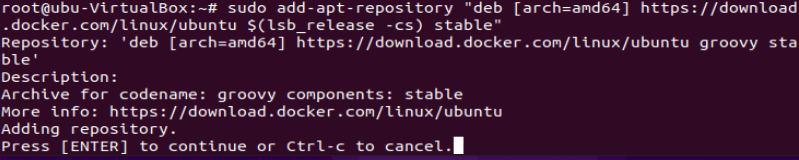 root@ubu-VirtualBox:~# sudo add-apt-repository "deb [arch=amd64] https://download
.docker.com/linux/ubuntu $(lsb_release -cs) stable"
Repository: 'deb [arch=amd64] https://download.docker.com/linux/ubuntu groovy sta
ble'
Description:
Archive for codename: groovy components: stable
More info: https://download.docker.com/linux/ubuntu
Adding repository.
Press [ENTER] to continue or Ctrl-c to cancel.